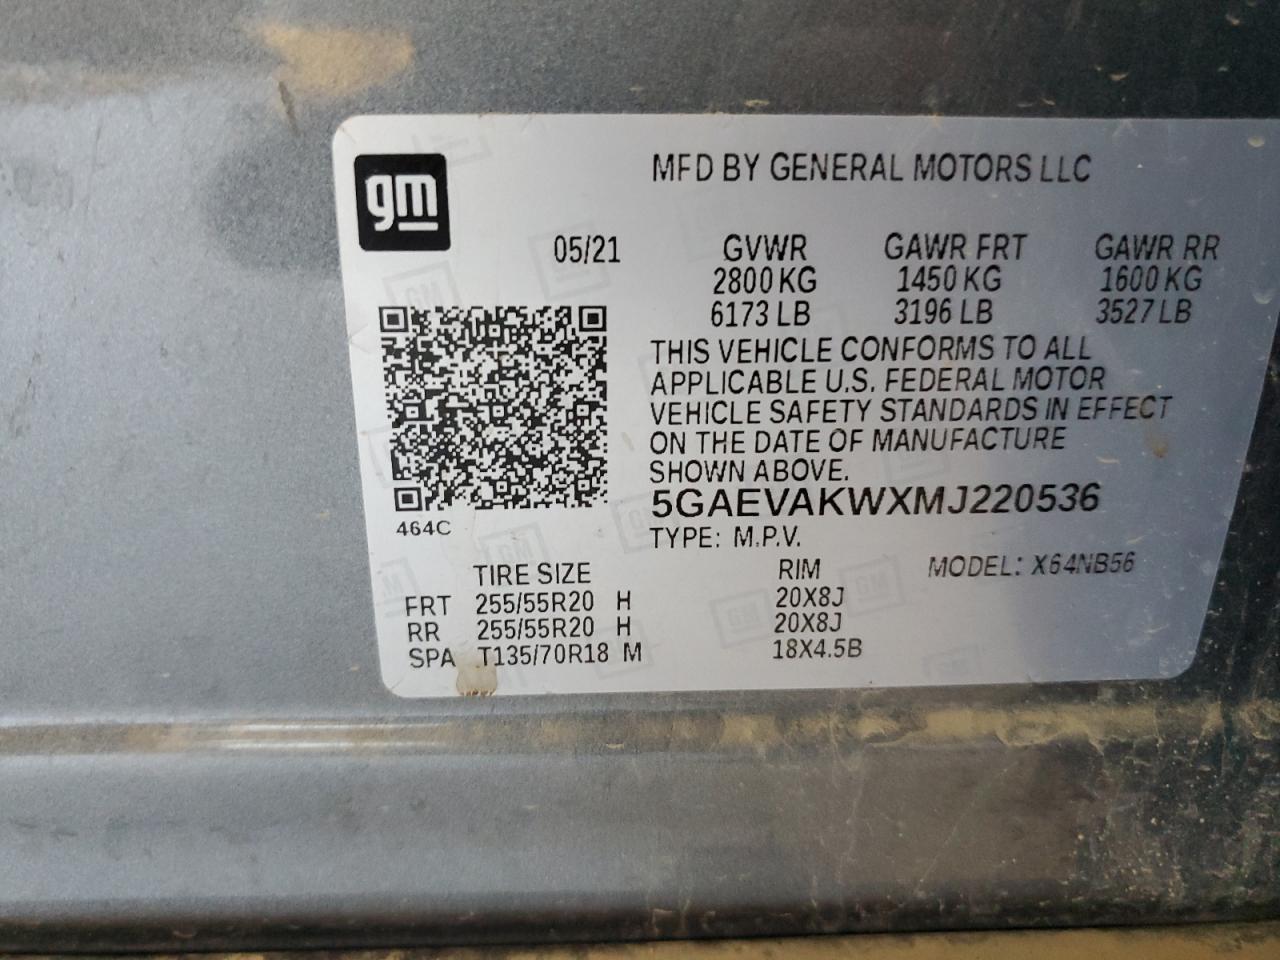 gm
MFD BY GENERAL MOTORS LLC
05/21 GVWR GAWR FRT GAWR RR
2800 KG 1450 KG 1600 KG
6173 LB 3196 LB 3527 LB
THIS VEHICLE CONFORMS TO ALL
APPLICABLE U.S. FEDERAL MOTOR
VEHICLE SAFETY STANDARDS IN EFFECT
ON THE DATE OF MANUFACTURE
SHOWN ABOVE.
5GAEVAKWXMJ220536
464C
TYPE: M.P.V.
TIRE SIZE RIM MODEL: X64NB56
FRT 255/55R20 H 20X8J
RR 255/55R20 H 20X8J
SPA T135/70R18 M 18X4.5B